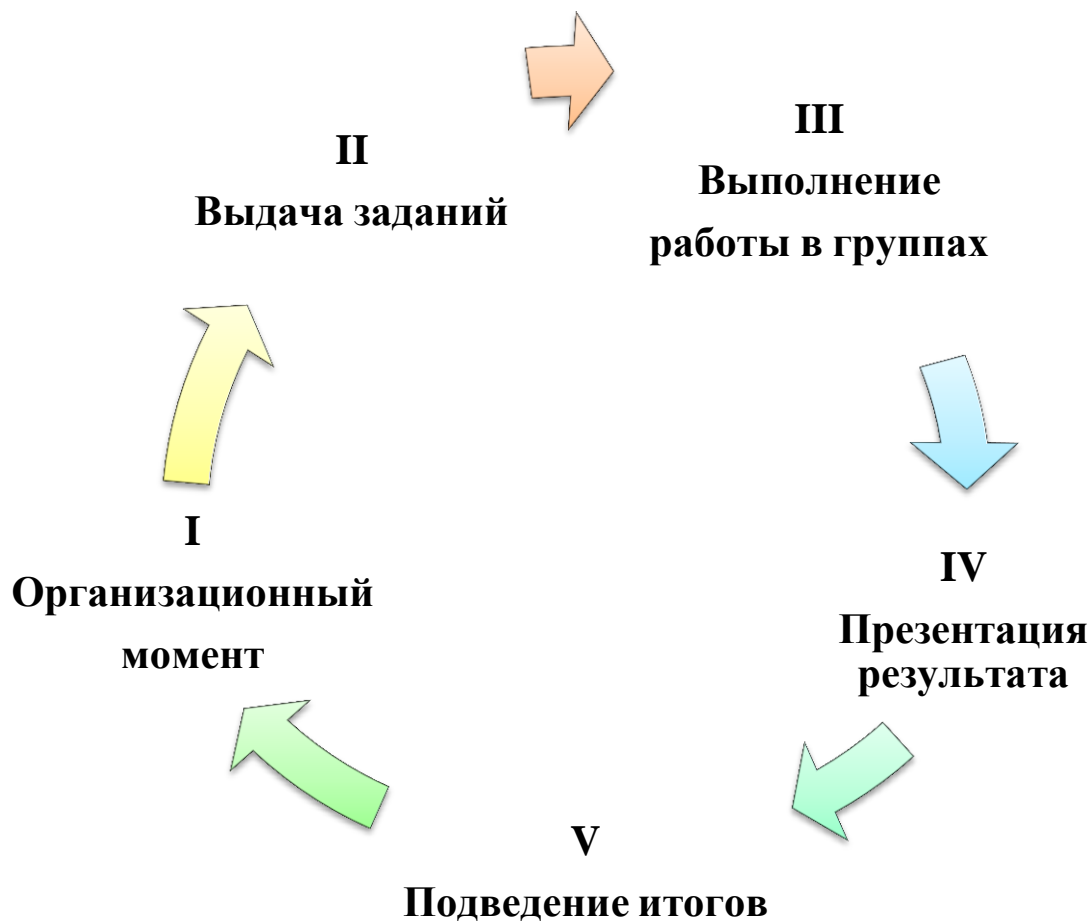 I
Организационный
момент
II
Выдача заданий
III
Выполнение
работы в группах
IV
Презентация
результата
V
Подведение итогов